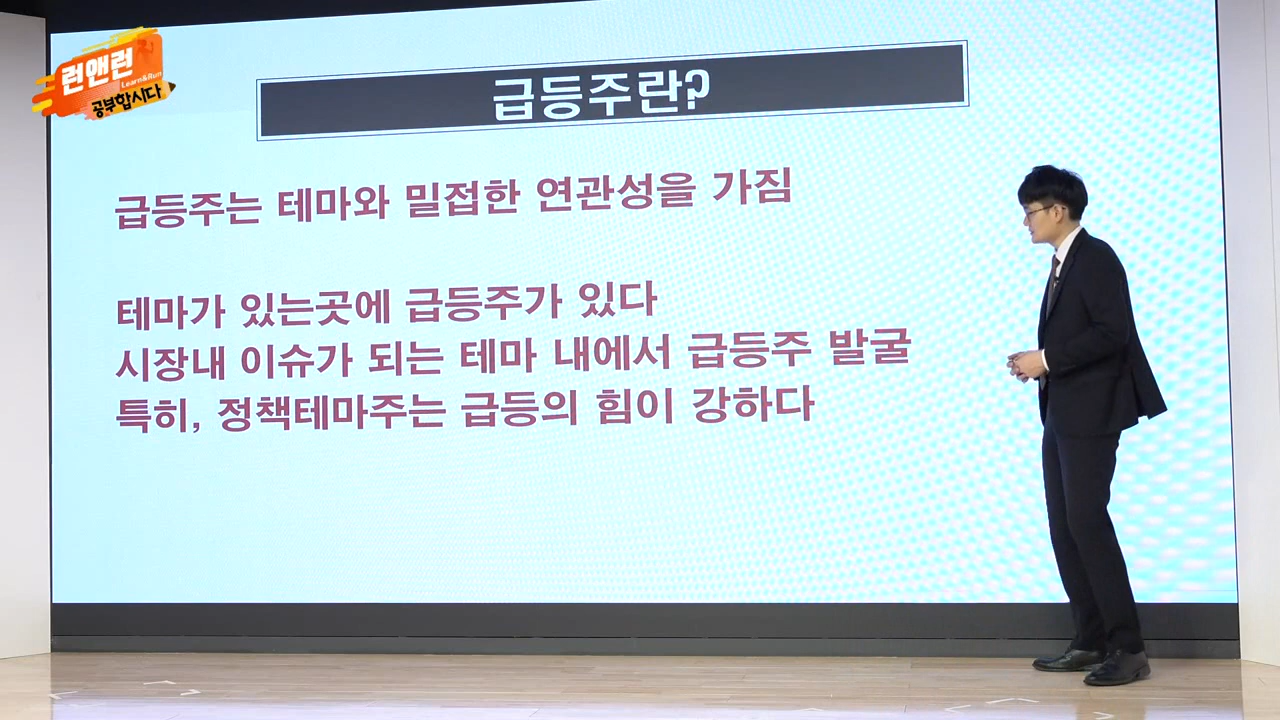 런앤런
Learn&Run
공부합시다
급등주란?
급등주는 테마와 밀접한 연관성을 가짐
테마가 있는곳에 급등주가 있다
시장내 이슈가 되는 테마 내에서 급등주 발굴
특히, 정책테마주는 급등의 힘이 강하다